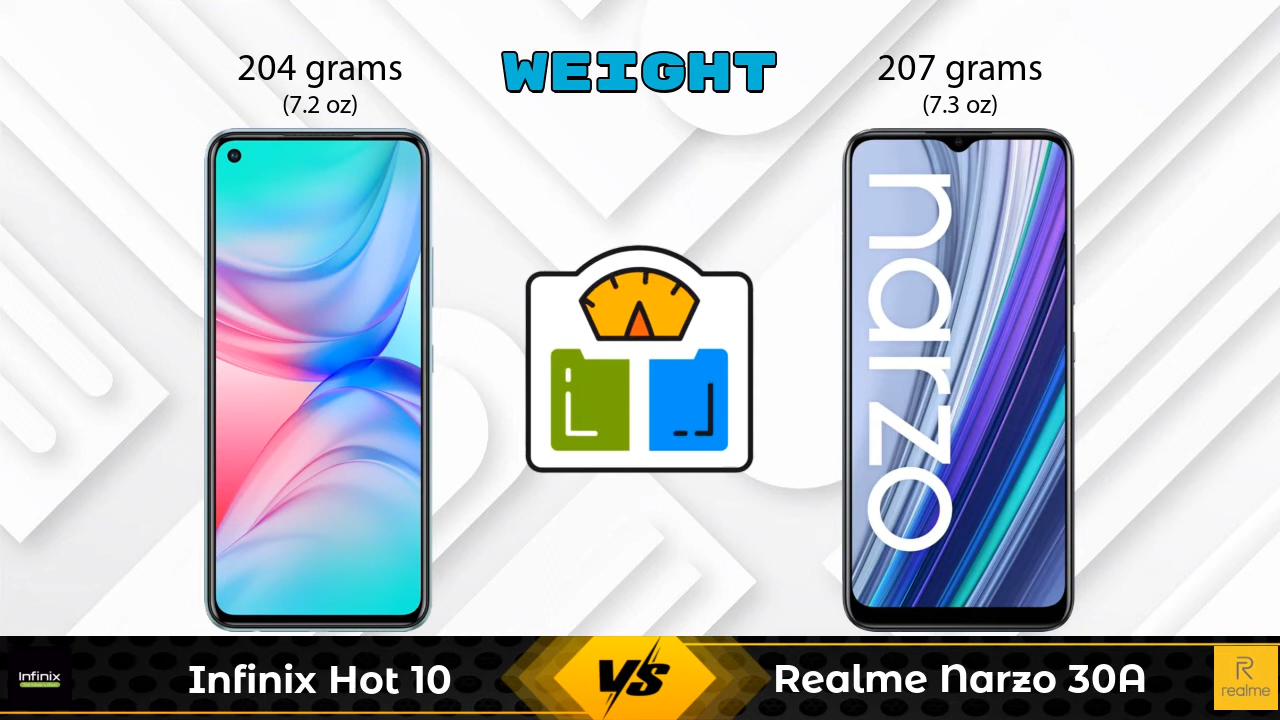 WEIGHT
204 grams
(7.2 oz)
207 grams
(7.3 oz)
narzo
Infinix
Infinix Hot 10
VS
Realme Narzo 30A
R
realme